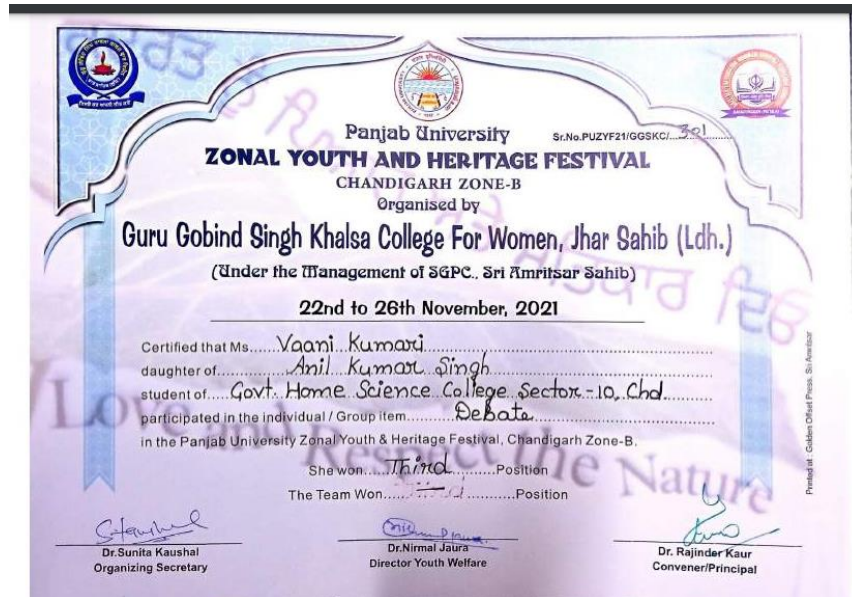 Panjab University
Sr.No.PUZYF21/GGSKC/...301
ZONAL YOUTH AND HERITAGE FESTIVAL
CHANDIGARH ZONE-B
Organised by
Guru Gobind Singh Khalsa College For Women, Jhar Sahib (Ldh.)
(Under the Management of SGPC., Sri Amritsar Sahib)
22nd to 26th November, 2021
Certified that Ms......Vaani Kumari
daughter of............Anil Kumar Singh
student of.....Govt. Home Science College Sector-10, Chd.
participated in the individual / Group item.........Debate
in the Panjab University Zonal Youth & Heritage Festival, Chandigarh Zone-B.
She won.....Third..........Position
The Team Won..............Position
Love and Respect the Nature
Dr.Sunita Kaushal
Organizing Secretary
Dr.Nirmal Jaura
Director Youth Welfare
Dr. Rajinder Kaur
Convener/Principal
Printed at : Golden Offset Press, Sri Amritsar